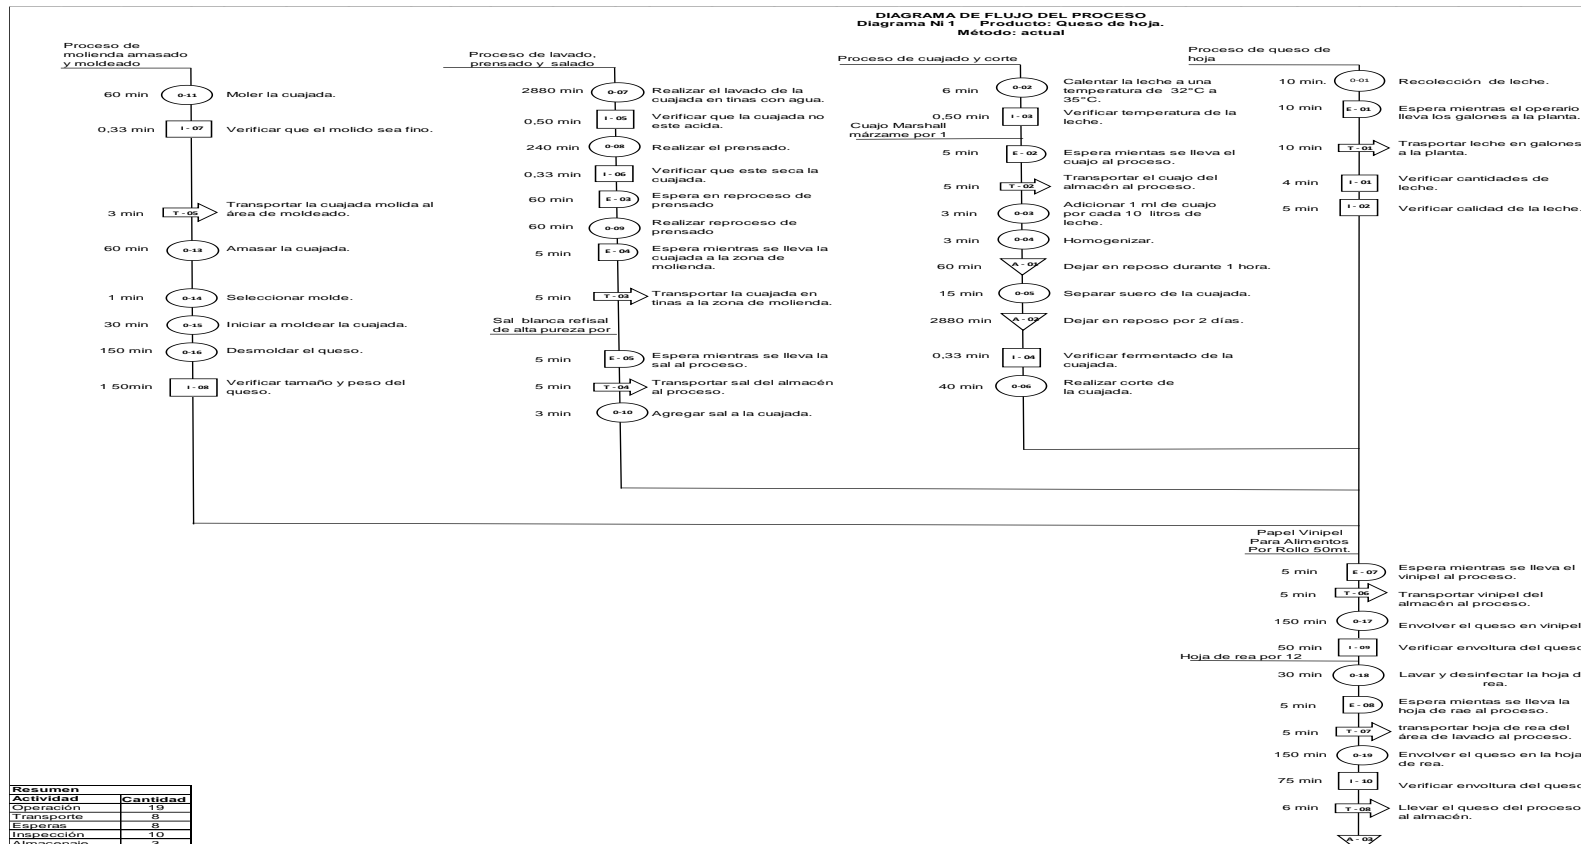 DIAGRAMA DE FLUJO DEL PROCESO
Diagrama Ni 1 Producto: Queso de hoja.
Método: actual
Proceso de
molienda amasado
y moldeado
60 min 0-11 Moler la cuajada.
0,33 min I - 07 Verificar que el molido sea fino.
3 min T - 05 Transportar la cuajada molida al
área de moldeado.
60 min 0-13 Amasar la cuajada.
1 min 0-14 Seleccionar molde.
30 min 0-15 Iniciar a moldear la cuajada.
150 min 0-16 Desmoldar el queso.
1 50min I - 08 Verificar tamaño y peso del
queso.
Proceso de lavado,
prensado y salado
2880 min 0-07 Realizar el lavado de la
cuajada en tinas con agua.
0,50 min I - 05 Verificar que la cuajada no
este acida.
240 min 0-08 Realizar el prensado.
0,33 min I - 06 Verificar que este seca la
cuajada.
60 min E - 03 Espera en reproceso de
prensado
60 min 0-09 Realizar reproceso de
prensado
5 min E - 04 Espera mientras se lleva la
cuajada a la zona de
molienda.
5 min T - 03 Transportar la cuajada en
tinas a la zona de molienda.
Sal blanca refisal
de alta pureza por
5 min E - 05 Espera mientras se lleva la
sal al proceso.
5 min T - 04 Transportar sal del almacén
al proceso.
3 min 0-10 Agregar sal a la cuajada.
Proceso de cuajado y corte
6 min 0-02 Calentar la leche a una
temperatura de 32°C a
35°C.
0,50 min I - 03 Verificar temperatura de la
leche.
Cuajo Marshall
márzame por 1
5 min E - 02 Espera mientas se lleva el
cuajo al proceso.
5 min T - 02 Transportar el cuajo del
almacén al proceso.
3 min 0-03 Adicionar 1 ml de cuajo
por cada 10 litros de
leche.
3 min 0-04 Homogenizar.
60 min A - 01 Dejar en reposo durante 1 hora.
15 min 0-05 Separar suero de la cuajada.
2880 min A - 02 Dejar en reposo por 2 días.
0,33 min I - 04 Verificar fermentado de la
cuajada.
40 min 0-06 Realizar corte de
la cuajada.
Proceso de queso de
hoja
10 min. 0-01 Recolección de leche.
10 min E - 01 Espera mientras el operario
lleva los galones a la planta.
10 min T - 01 Trasportar leche en galones
a la planta.
4 min I - 01 Verificar cantidades de
leche.
5 min I - 02 Verificar calidad de la leche.
Papel Vinipel
Para Alimentos
Por Rollo 50mt.
5 min E - 07 Espera mientras se lleva el
vinipel al proceso.
5 min T - 06 Transportar vinipel del
almacén al proceso.
150 min 0-17 Envolver el queso en vinipel
50 min I - 09 Verificar envoltura del queso
Hoja de rea por 12
30 min 0-18 Lavar y desinfectar la hoja d
rea.
5 min E - 08 Espera mientas se lleva la
hoja de rae al proceso.
5 min T - 07 transportar hoja de rea del
área de lavado al proceso.
150 min 0-19 Envolver el queso en la hoja
de rea.
75 min I - 10 Verificar envoltura del queso
6 min T - 08 Llevar el queso del proceso
al almacén.
A - 03
Resumen
Actividad Cantidad
Operación 19
Transporte 8
Esperas 8
Inspección 10
Almacenaje 3